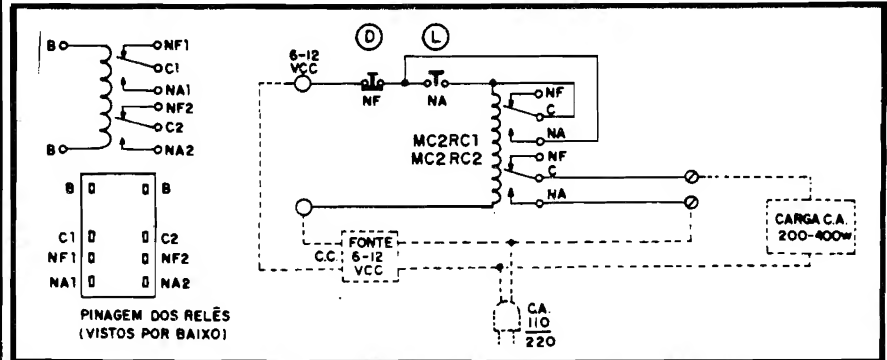 B
NF1
C1
NA1
NF2
C2
B
NA2
B
B
C1
C2
NF1
NF2
NA1
NA2
PINAGEM DOS RELÊS
(VISTOS POR BAIXO)
D
L
6-12
VCC
NF
NA
NF
C
NA
MC2RC1
MC2RC2
NF
C
NA
C.C.
FONTE
6-12
VCC
CARGA C.A.
200-400w
C.A.
110
220